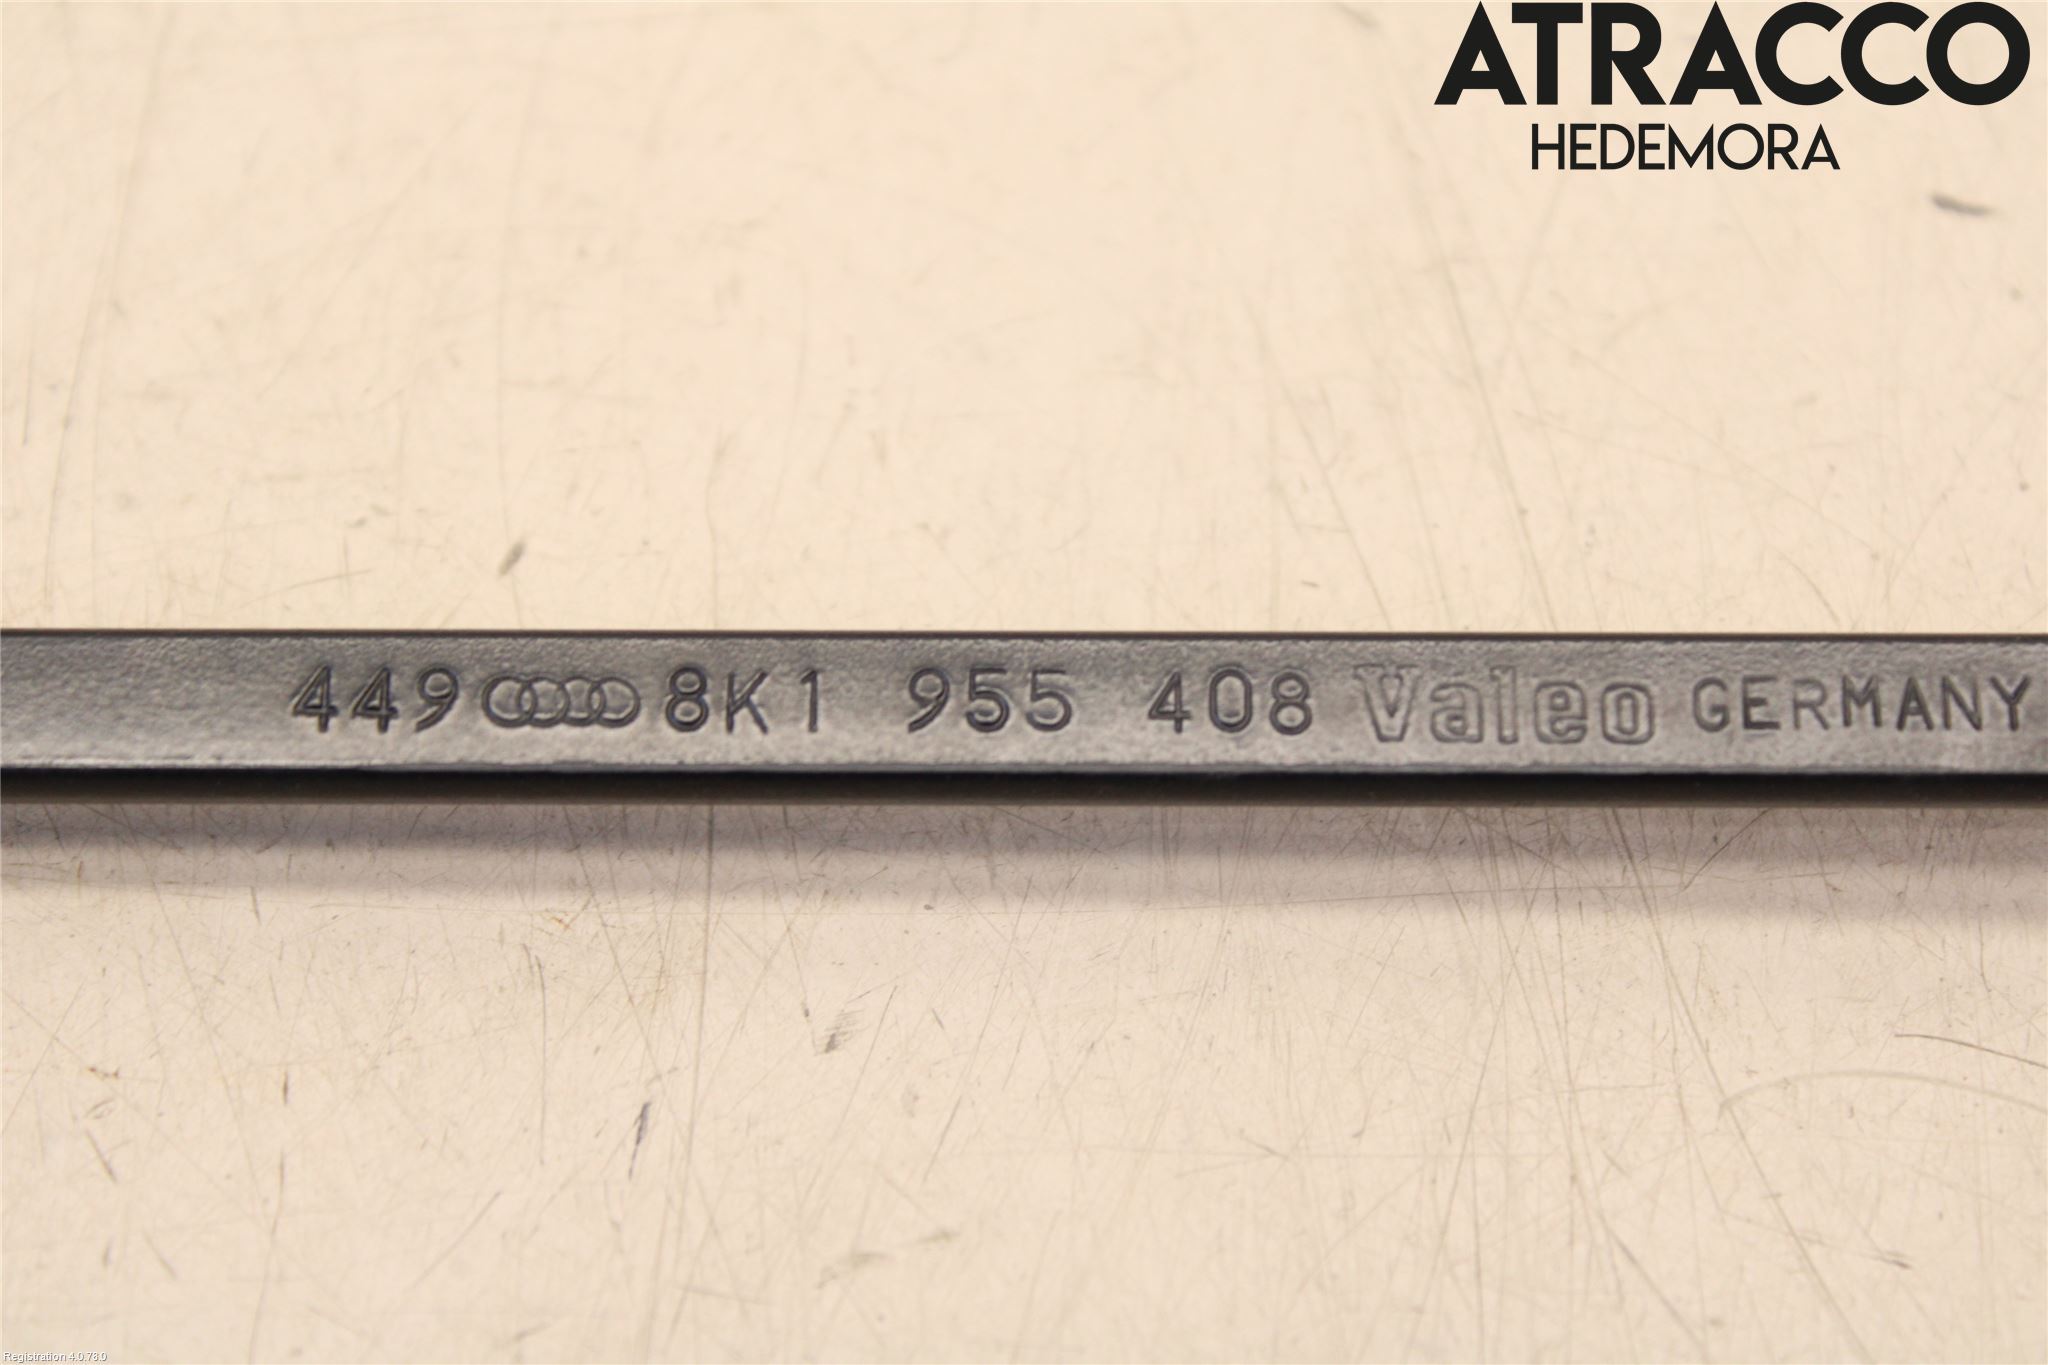 ATRACCO
HEDEMORA
449 8K1 955 408 Valeo GERMANY
Registration 4.0.78.0